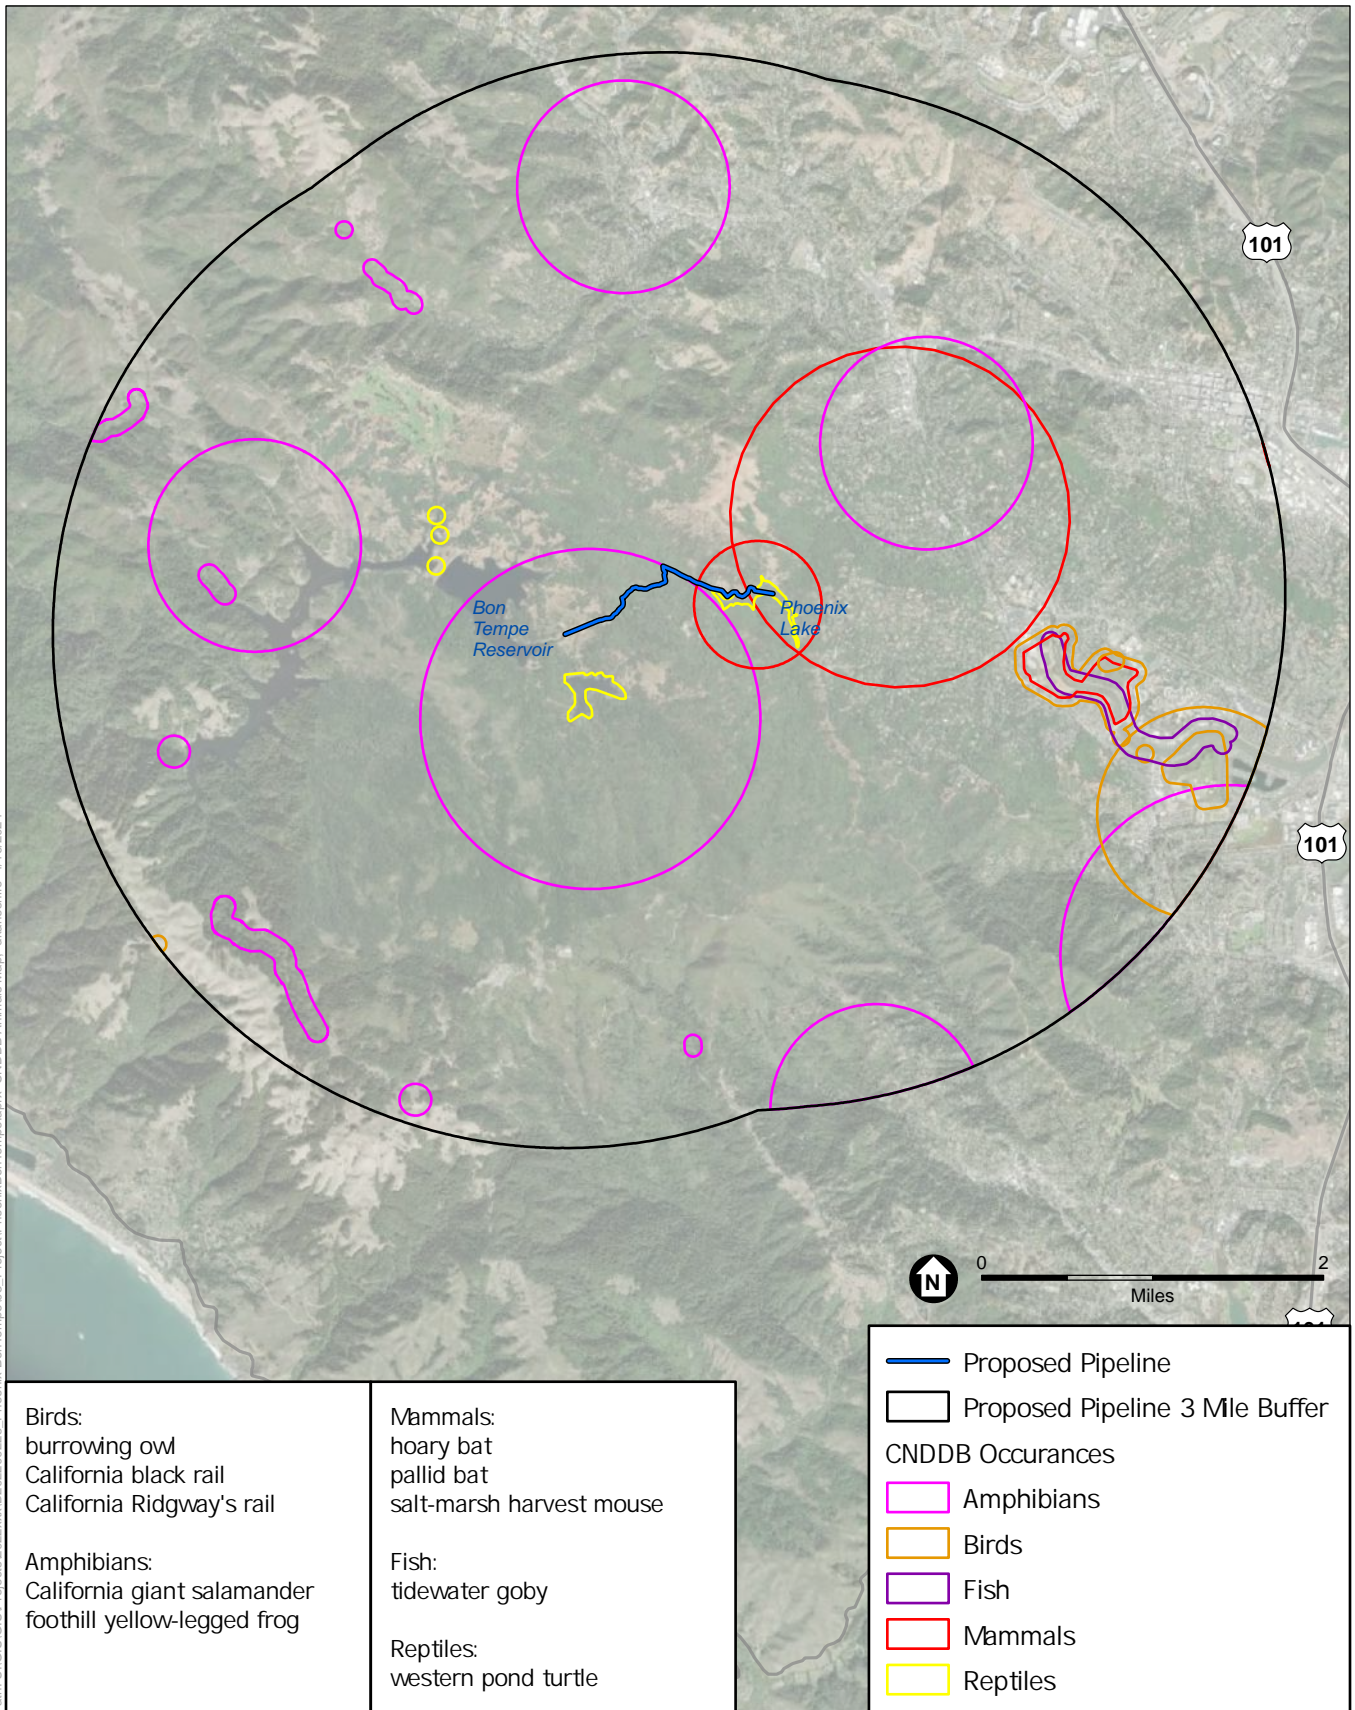 101
Bon
Tempe
Reservoir
Phoenix
Lake
101
N
0 2
Miles
Birds:
burrowing owl
California black rail
California Ridgway's rail
Amphibians:
California giant salamander
foothill yellow-legged frog
Mammals:
hoary bat
pallid bat
salt-marsh harvest mouse
Fish:
tidewater goby
Reptiles:
western pond turtle
Proposed Pipeline
Proposed Pipeline 3 Mile Buffer
CNDDB Occurances
Amphibians
Birds
Fish
Mammals
Reptiles